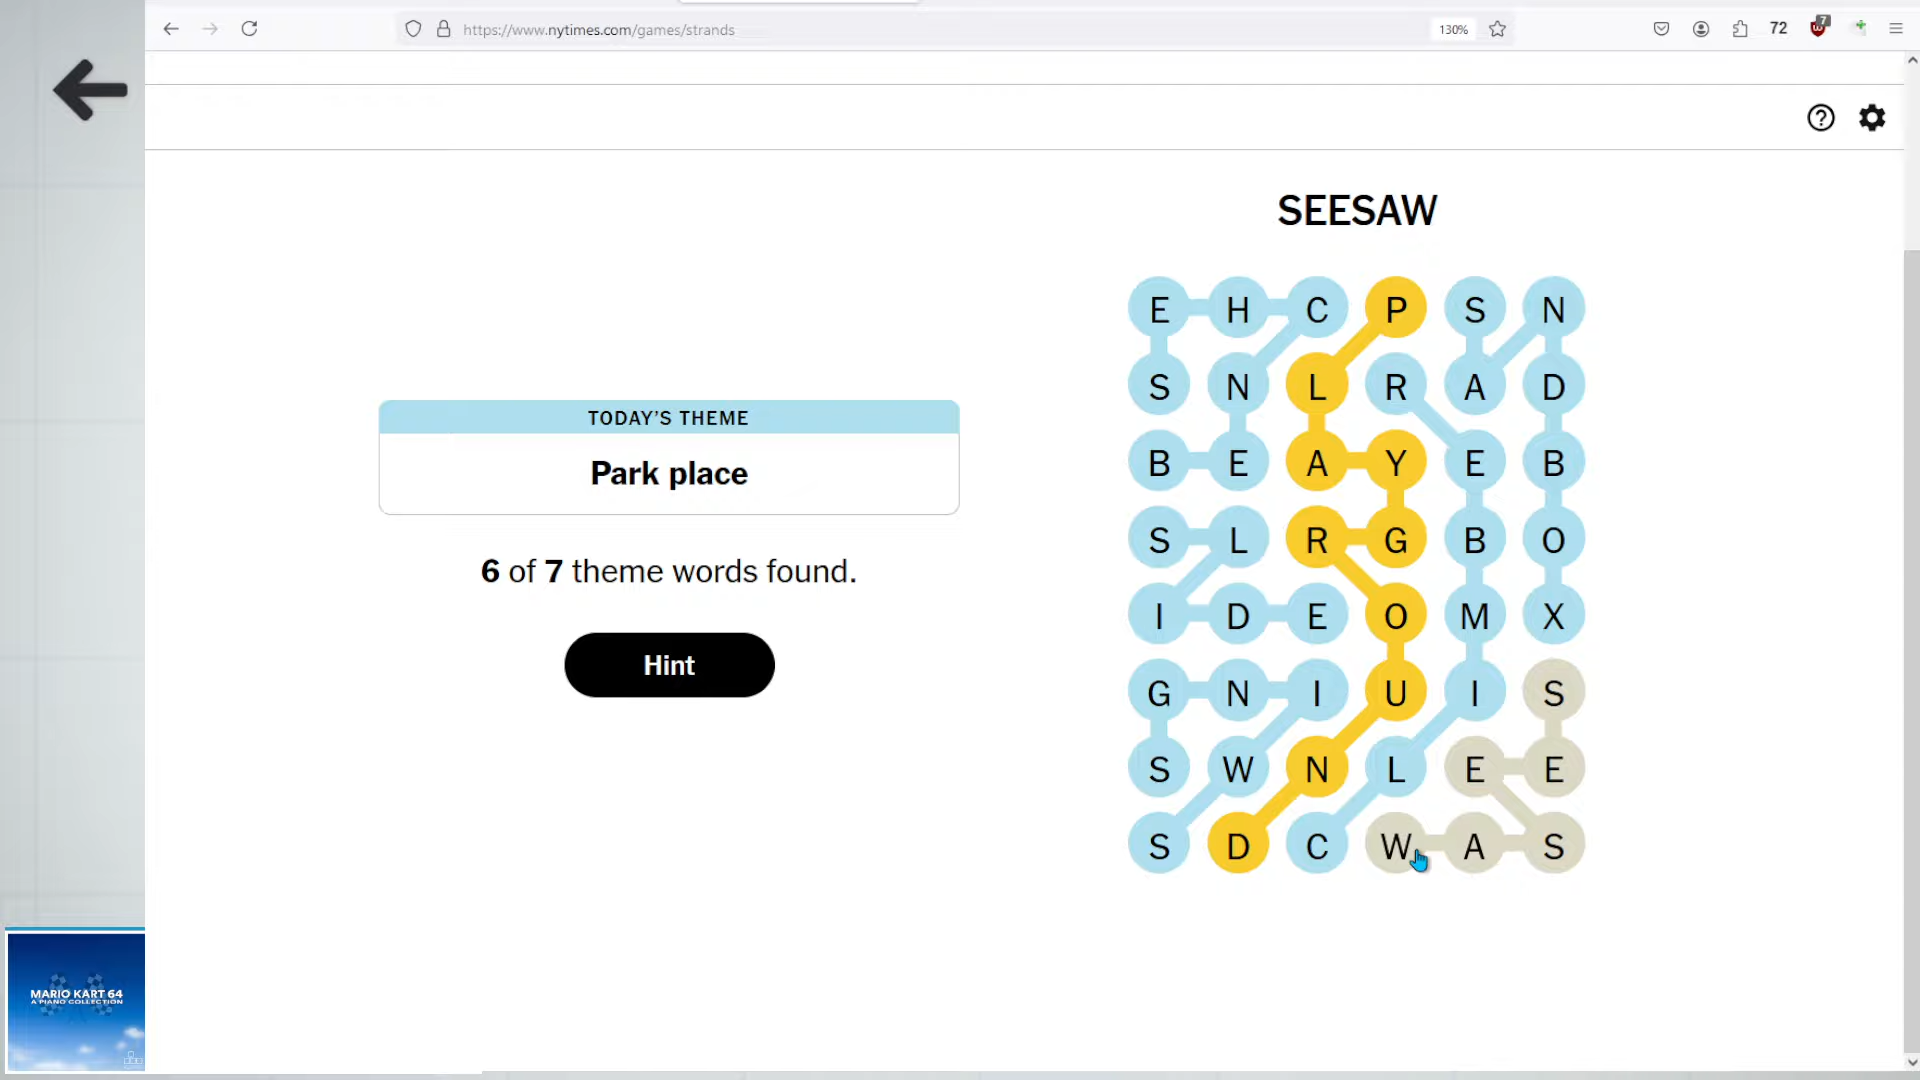 https://www.nytimes.com/games/strands
130%
72
7
SEESAW
TODAY'S THEME
Park place
6 of 7 theme words found.
Hint
E H C P S N
S N L R A D
B E A Y E B
S L R G B O
I D E O M X
G N I U I S
S W N L E E
S D C W A S
MARIO KART 64
A PIANO COLLECTION